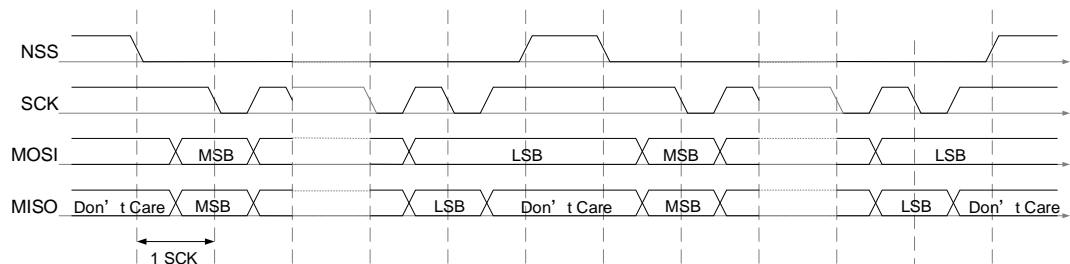 NSS
SCK
MOSI MSB LSB MSB LSB
MISO Don’t Care MSB LSB Don’t Care MSB LSB Don’t Care
1 SCK